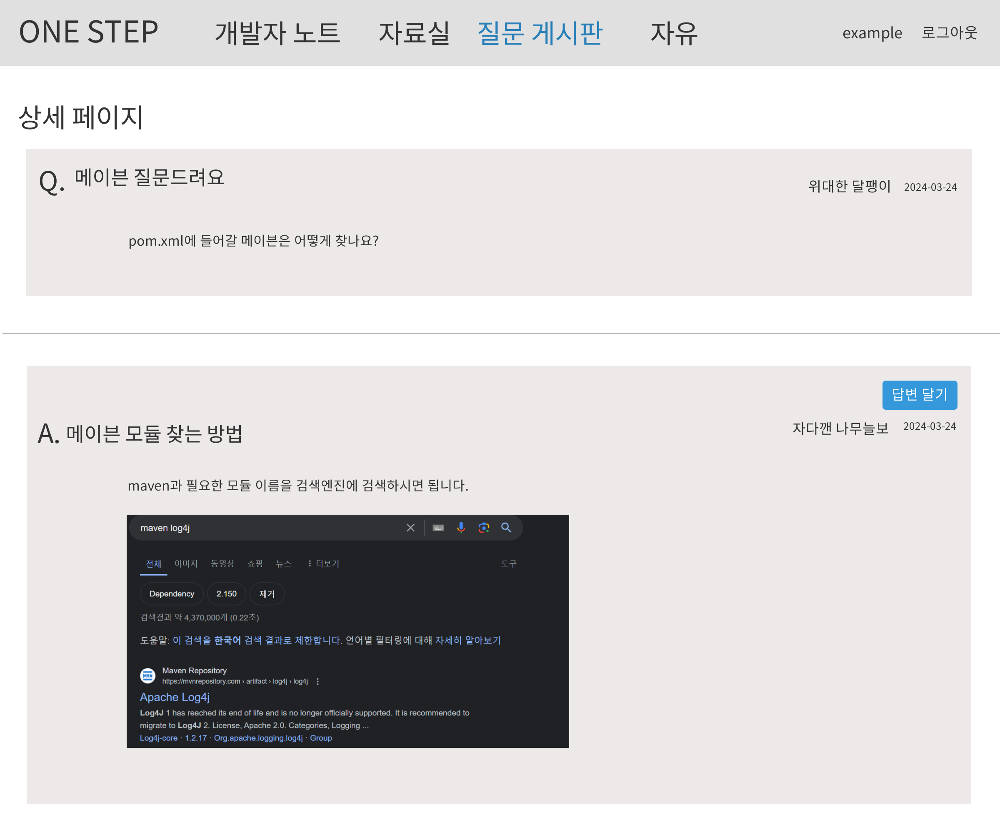 ONE STEP 개발자 노트 자료실 질문 게시판 자유 example 로그아웃
상세 페이지
Q. 메이븐 질문드려요
위대한 달팽이 2024-03-24
pom.xml에 들어갈 메이븐은 어떻게 찾나요?
답변 달기
A. 메이븐 모듈 찾는 방법
자다깬 나무늘보 2024-03-24
maven과 필요한 모듈 이름을 검색엔진에 검색하시면 됩니다.
maven log4j
전체 이미지 동영상 쇼핑 뉴스 더보기 도구
Dependency 2.150 제거
검색결과 약 4,370,000개 (0.22초)
도움말: 이 검색을 한국어 검색 결과로 제한합니다. 언어별 필터링에 대해 자세히 알아보기
MVN
Maven Repository
https://mvnrepository.com › artifact › log4j › log4j
Apache Log4j
Log4J 1 has reached its end of life and is no longer officially supported. It is recommended to
migrate to Log4J 2. License, Apache 2.0. Categories, Logging ...
Log4j-core · 1.2.17 · Org.apache.logging.log4j · Group